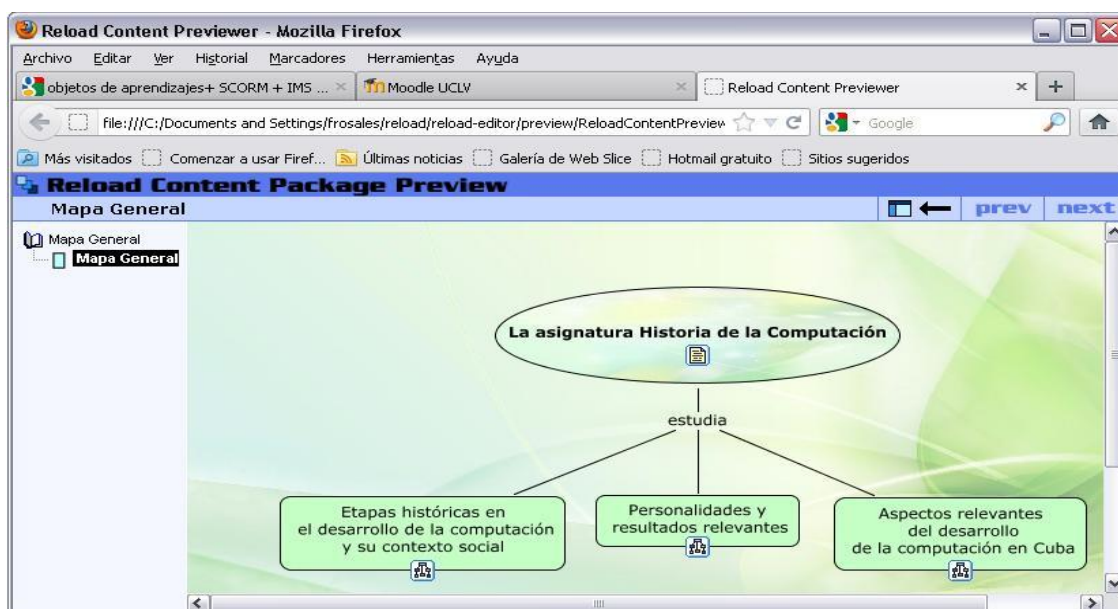 Reload Content Previewer - Mozilla Firefox
Archivo Editar Ver Historial Marcadores Herramientas Ayuda
objetos de aprendizajes+ SCORM + IMS ... Moodle UCLV Reload Content Previewer
file:///C:/Documents and Settings/frosales/reload/reload-editor/preview/ReloadContentPreview Google
Más visitados Comenzar a usar Firef... Últimas noticias Galería de Web Slice Hotmail gratuito Sitios sugeridos
Reload Content Package Preview
Mapa General prev next
Mapa General
Mapa General
La asignatura Historia de la Computación
estudia
Etapas históricas en
el desarrollo de la computación
y su contexto social
Personalidades y
resultados relevantes
Aspectos relevantes
del desarrollo
de la computación en Cuba